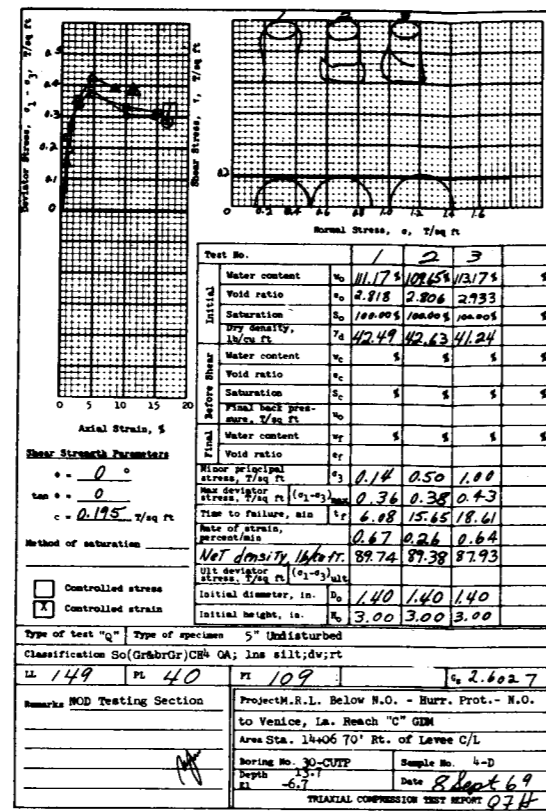 Deviator Stress, σ1 - σ3, T/sq ft
0.4
0.3
0.2
0.1
0
0 5 10 15 20
Axial Strain, %
Shear Stress, τ, T/sq ft
1 2 3
0 0.2 0.4 0.6 0.8 1.0 1.2 1.4 1.6
Normal Stress, σ, T/sq ft
Test No. 1 2 3
Initial
Water content w₀ 111.17 % 109.65 % 113.17 % %
Void ratio e₀ 2.818 2.806 2.933
Saturation S₀ 100.00 % 100.00 % 100.00 % %
Dry density, lb/cu ft γd 42.49 42.63 41.24
Before Shear
Water content wc % % % %
Void ratio ec
Saturation Sc % % % %
Final back pressure, T/sq ft u₀
Final
Water content wf % % % %
Void ratio ef
Minor principal stress, T/sq ft σ3 0.14 0.50 1.00
Max deviator stress, T/sq ft (σ1-σ3)max 0.36 0.38 0.43
Time to failure, min tf 6.08 15.65 18.61
Rate of strain, percent/min 0.67 0.26 0.64
Wet density, lb/cu ft. 89.74 89.38 87.93
Ult deviator stress, T/sq ft (σ1-σ3)ult
Initial diameter, in. D₀ 1.40 1.40 1.40
Initial height, in. H₀ 3.00 3.00 3.00
Shear Strength Parameters
φ = 0 °
tan φ = 0
c = 0.195 T/sq ft
Method of saturation
Controlled stress
X Controlled strain
Type of test "Q" Type of specimen 5" Undisturbed
Classification So(Gr&brGr)CH4 OA; lns silt;dw;rt
LL 149 PL 40 PI 109 Gs 2.6027
Remarks NOD Testing Section
Project M.R.L. Below N.O. - Hurr. Prot.- N.O.
to Venice, La. Reach "C" GDM
Area Sta. 14+06 70' Rt. of Levee C/L
Boring No. 30-CUTP Sample No. 4-D
Depth 13.7
El -6.7 Date 8 Sept 69
TRIAXIAL COMPRESSION TEST REPORT